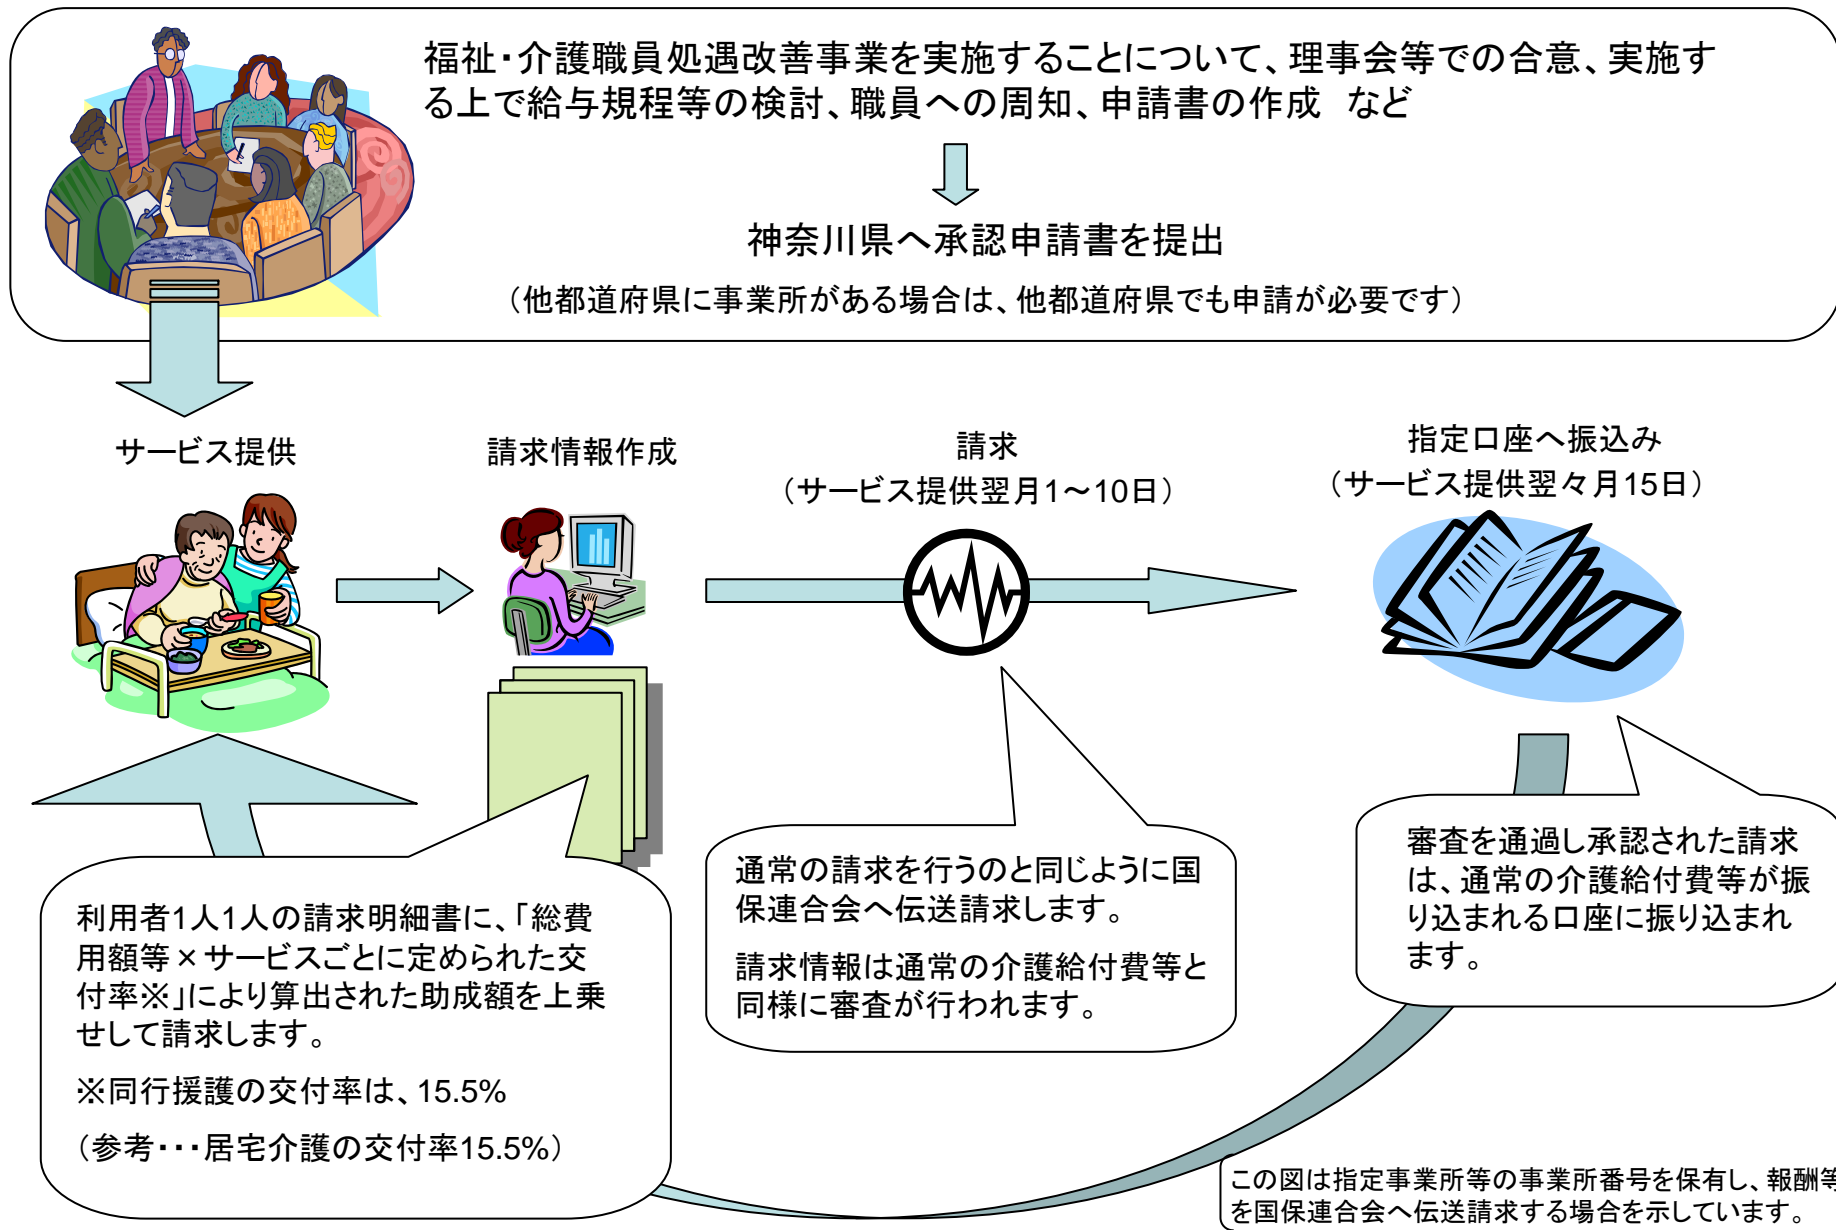 福祉・介護職員処遇改善事業を実施することについて、理事会等での合意、実施す
る上で給与規程等の検討、職員への周知、申請書の作成　など
神奈川県へ承認申請書を提出
（他都道府県に事業所がある場合は、他都道府県でも申請が必要です）
サービス提供
請求情報作成
請求
（サービス提供翌月1～10日）
指定口座へ振込み
（サービス提供翌々月15日）
利用者1人1人の請求明細書に、「総費
用額等×サービスごとに定められた交
付率※」により算出された助成額を上乗
せして請求します。
※同行援護の交付率は、15.5%
（参考・・・居宅介護の交付率15.5%）
通常の請求を行うのと同じように国
保連合会へ伝送請求します。
請求情報は通常の介護給付費等と
同様に審査が行われます。
審査を通過し承認された請求
は、通常の介護給付費等が振
り込まれる口座に振り込まれ
ます。
この図は指定事業所等の事業所番号を保有し、報酬等
を国保連合会へ伝送請求する場合を示しています。